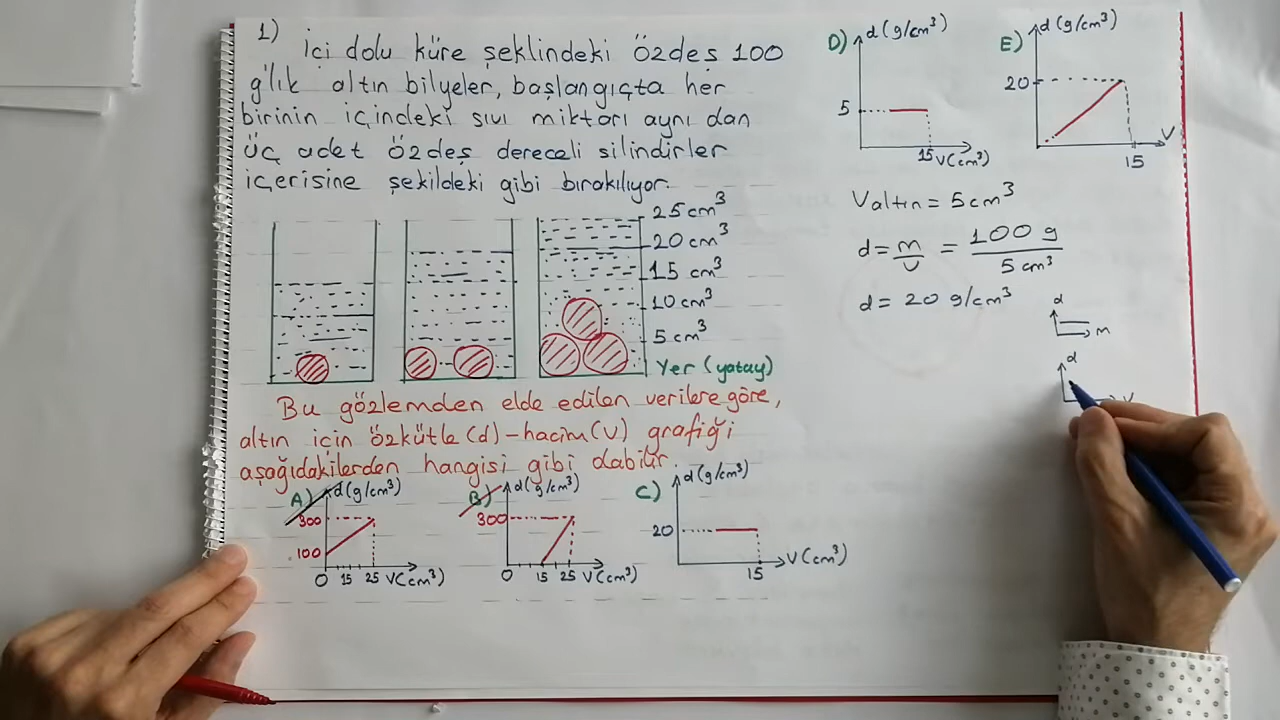 1)
İçi dolu küre şeklindeki özdeş 100
g'lık altın bilyeler, başlangıçta her
birinin içindeki sıvı miktarı aynı olan
üç adet özdeş dereceli silindirler
içerisine şekildeki gibi bırakılıyor.
25 cm³
20 cm³
15 cm³
10 cm³
5 cm³
Yer (yatay)
Bu gözlemden elde edilen verilere göre,
altın için özkütle (d) - hacim (V) grafiği
aşağıdakilerden hangisi gibi olabilir.
A) d (g/cm³)
300
100
0 15 25 V(cm³)
B) d (g/cm³)
300
0 15 25 V(cm³)
C) d (g/cm³)
20
15 V(cm³)
D) d (g/cm³)
5
15 V(cm³)
E) d (g/cm³)
20
15 V
Valtın = 5 cm³
d = m/v = 100 g / 5 cm³
d = 20 g/cm³
d
m
d
V